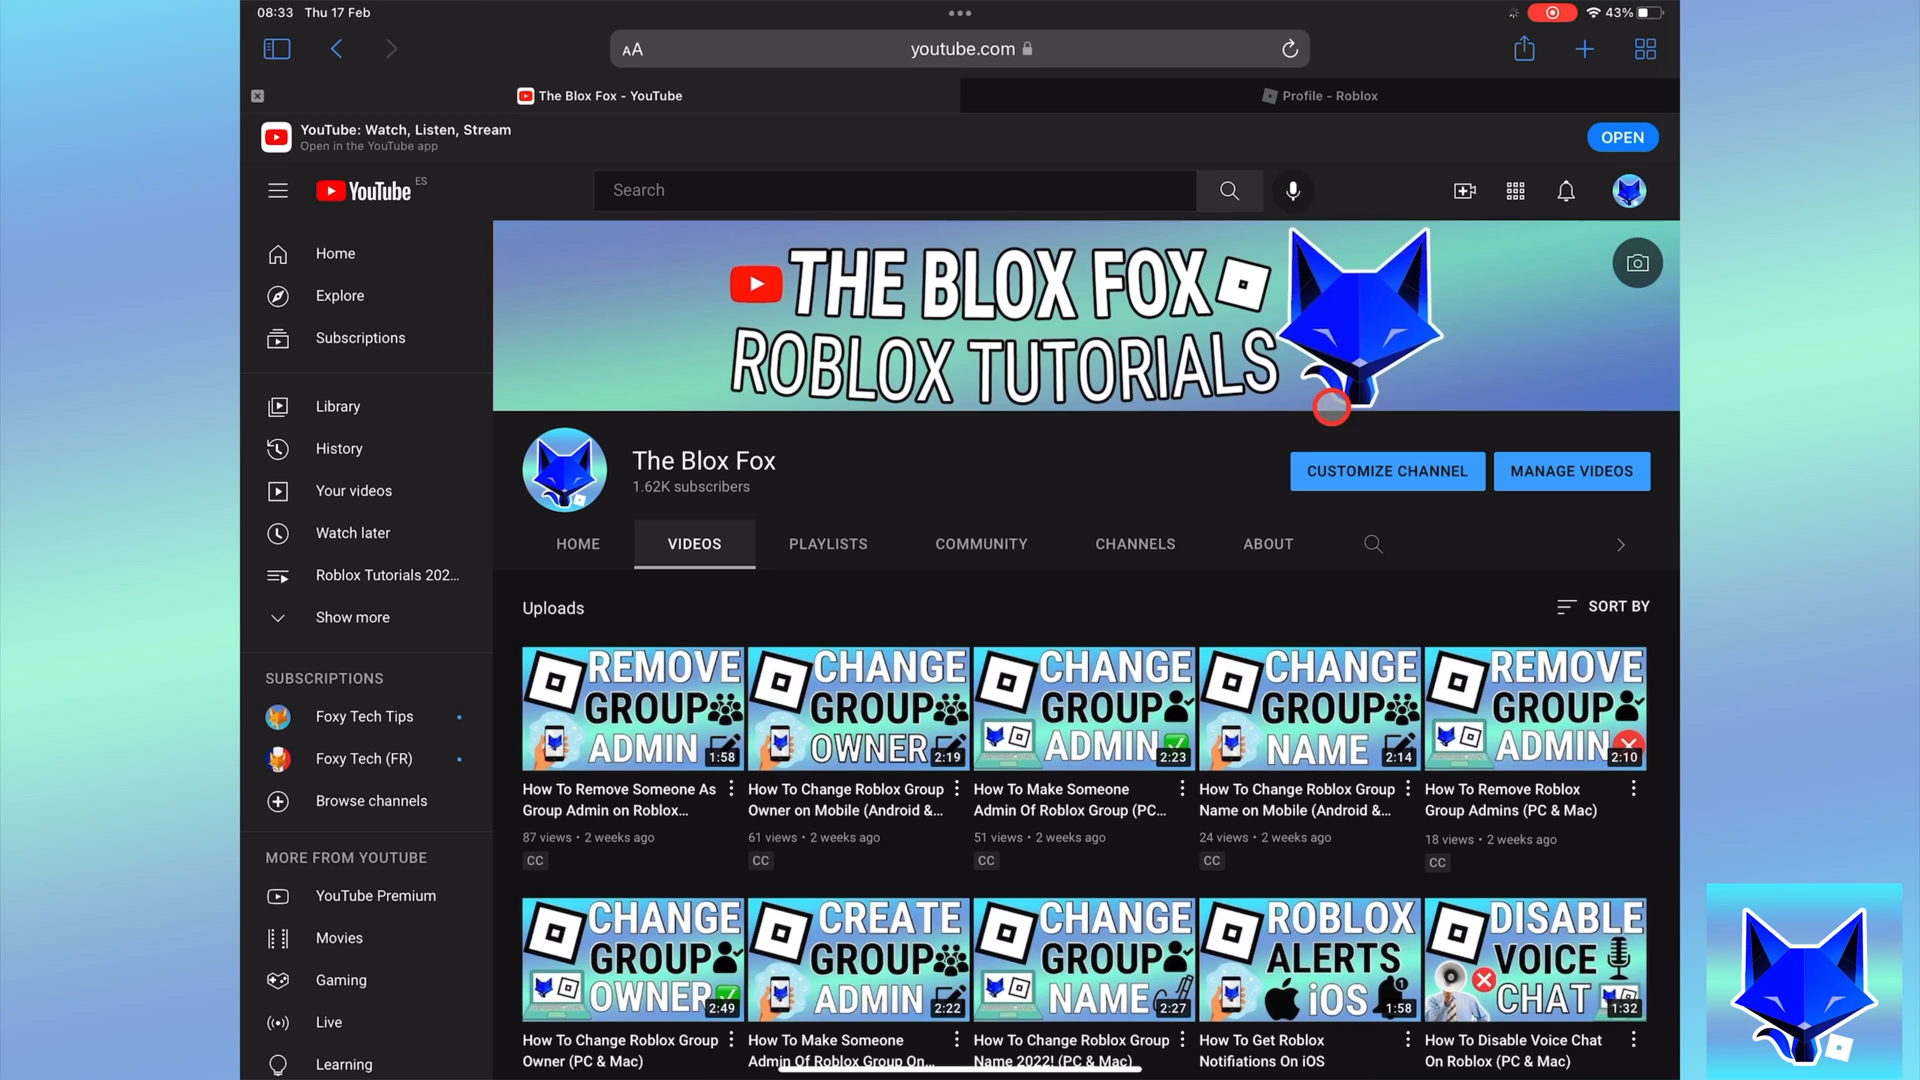 08:33 Thu 17 Feb
43%
AA
youtube.com
The Blox Fox - YouTube
Profile - Roblox
YouTube: Watch, Listen, Stream
Open in the YouTube app
OPEN
YouTube ES
Search
Home
Explore
Subscriptions
Library
History
Your videos
Watch later
Roblox Tutorials 202...
Show more
SUBSCRIPTIONS
Foxy Tech Tips
Foxy Tech (FR)
Browse channels
MORE FROM YOUTUBE
YouTube Premium
Movies
Gaming
Live
Learning
THE BLOX FOX
ROBLOX TUTORIALS
The Blox Fox
1.62K subscribers
CUSTOMIZE CHANNEL
MANAGE VIDEOS
HOME
VIDEOS
PLAYLISTS
COMMUNITY
CHANNELS
ABOUT
Uploads
SORT BY
REMOVE
GROUP
ADMIN
1:58
How To Remove Someone As
Group Admin on Roblox...
87 views • 2 weeks ago
CC
CHANGE
GROUP
OWNER
2:19
How To Change Roblox Group
Owner on Mobile (Android &...
61 views • 2 weeks ago
CC
CHANGE
GROUP
ADMIN
2:23
How To Make Someone
Admin Of Roblox Group (PC...
51 views • 2 weeks ago
CC
CHANGE
GROUP
NAME
2:14
How To Change Roblox Group
Name on Mobile (Android &...
24 views • 2 weeks ago
CC
REMOVE
GROUP
ADMIN
2:10
How To Remove Roblox
Group Admins (PC & Mac)
18 views • 2 weeks ago
CC
CHANGE
GROUP
OWNER
2:49
How To Change Roblox Group
Owner (PC & Mac)
CREATE
GROUP
ADMIN
2:22
How To Make Someone
Admin Of Roblox Group On...
CHANGE
GROUP
NAME
2:27
How To Change Roblox Group
Name 2022! (PC & Mac)
ROBLOX
ALERTS
iOS
1
1:58
How To Get Roblox
Notifiations On iOS
DISABLE
VOICE
CHAT
1:32
How To Disable Voice Chat
On Roblox (PC & Mac)